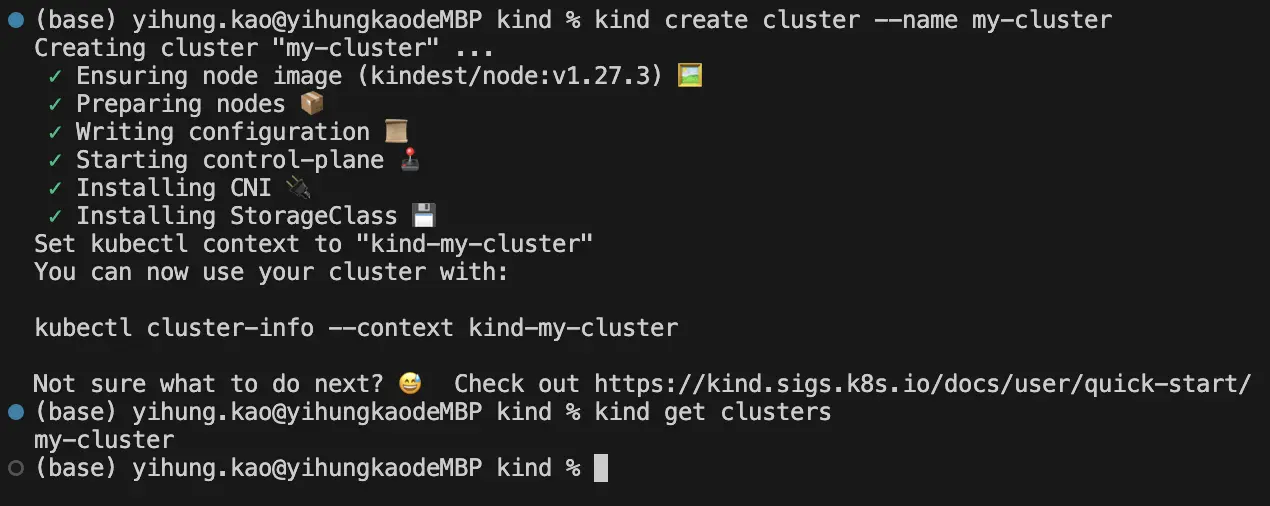 (base) yihung.kao@yihungkaodeMBP kind % kind create cluster --name my-cluster
Creating cluster "my-cluster" ...
✓ Ensuring node image (kindest/node:v1.27.3) 🖼
✓ Preparing nodes 📦
✓ Writing configuration 📜
✓ Starting control-plane 🕹️
✓ Installing CNI 🔌
✓ Installing StorageClass 💾
Set kubectl context to "kind-my-cluster"
You can now use your cluster with:

kubectl cluster-info --context kind-my-cluster

Not sure what to do next? 😅 Check out https://kind.sigs.k8s.io/docs/user/quick-start/
(base) yihung.kao@yihungkaodeMBP kind % kind get clusters
my-cluster
(base) yihung.kao@yihungkaodeMBP kind %